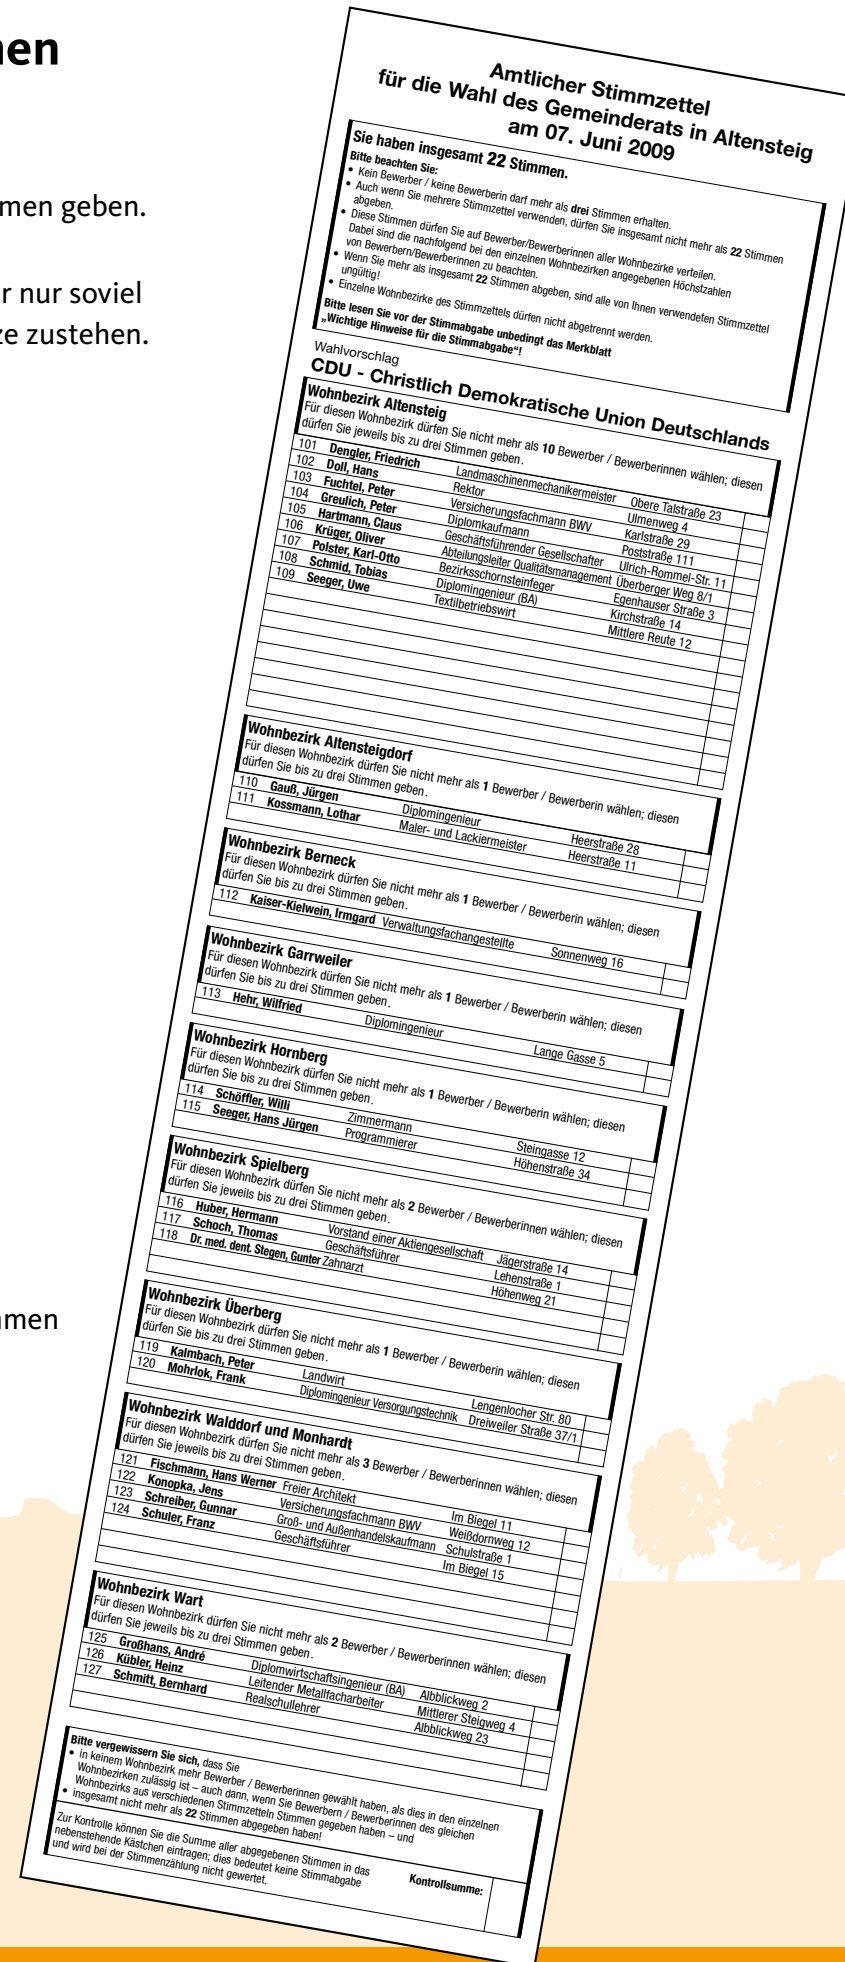 nen
men geben.
r nur soviel
ze zustehen.
mmen
Amtlicher Stimmzettel
für die Wahl des Gemeinderats in Altensteig
am 07. Juni 2009
Sie haben insgesamt 22 Stimmen.
Bitte beachten Sie:
• Kein Bewerber / keine Bewerberin darf mehr als drei Stimmen erhalten.
• Auch wenn Sie mehrere Stimmzettel verwenden, dürfen Sie insgesamt nicht mehr als 22 Stimmen
abgeben.
• Diese Stimmen dürfen Sie auf Bewerber/Bewerberinnen aller Wohnbezirke verteilen.
Dabei sind die nachfolgend bei den einzelnen Wohnbezirken angegebenen Höchstzahlen
von Bewerbern/Bewerberinnen zu beachten.
• Wenn Sie mehr als insgesamt 22 Stimmen abgeben, sind alle von Ihnen verwendeten Stimmzettel
ungültig!
• Einzelne Wohnbezirke des Stimmzettels dürfen nicht abgetrennt werden.
Bitte lesen Sie vor der Stimmabgabe unbedingt das Merkblatt
„Wichtige Hinweise für die Stimmabgabe“!
Wahlvorschlag
CDU - Christlich Demokratische Union Deutschlands
Wohnbezirk Altensteig
Für diesen Wohnbezirk dürfen Sie nicht mehr als 10 Bewerber / Bewerberinnen wählen; diesen
dürfen Sie jeweils bis zu drei Stimmen geben.
101 Dengler, Friedrich Landmaschinenmechanikermeister Obere Talstraße 23
102 Doll, Hans Rektor Ulmenweg 4
103 Fuchtel, Peter Versicherungsfachmann BWV Karlstraße 29
104 Greulich, Peter Diplomkaufmann Poststraße 111
105 Hartmann, Claus Geschäftsführender Gesellschafter Ulrich-Rommel-Str. 11
106 Krüger, Oliver Abteilungsleiter Qualitätsmanagement Überberger Weg 8/1
107 Polster, Karl-Otto Bezirksschornsteinfeger Egenhauser Straße 3
108 Schmid, Tobias Diplomingenieur (BA) Kirchstraße 14
109 Seeger, Uwe Textilbetriebswirt Mittlere Reute 12
Wohnbezirk Altensteigdorf
Für diesen Wohnbezirk dürfen Sie nicht mehr als 1 Bewerber / Bewerberin wählen; diesen
dürfen Sie bis zu drei Stimmen geben.
110 Gauß, Jürgen Diplomingenieur Heerstraße 28
111 Kossmann, Lothar Maler- und Lackiermeister Heerstraße 11
Wohnbezirk Berneck
Für diesen Wohnbezirk dürfen Sie nicht mehr als 1 Bewerber / Bewerberin wählen; diesen
dürfen Sie bis zu drei Stimmen geben.
112 Kaiser-Kielwein, Irmgard Verwaltungsfachangestellte Sonnenweg 16
Wohnbezirk Garrweiler
Für diesen Wohnbezirk dürfen Sie nicht mehr als 1 Bewerber / Bewerberin wählen; diesen
dürfen Sie bis zu drei Stimmen geben.
113 Hehr, Wilfried Diplomingenieur Lange Gasse 5
Wohnbezirk Hornberg
Für diesen Wohnbezirk dürfen Sie nicht mehr als 1 Bewerber / Bewerberin wählen; diesen
dürfen Sie bis zu drei Stimmen geben.
114 Schöffler, Willi Zimmermann Steingasse 12
115 Seeger, Hans Jürgen Programmierer Höhenstraße 34
Wohnbezirk Spielberg
Für diesen Wohnbezirk dürfen Sie nicht mehr als 2 Bewerber / Bewerberinnen wählen; diesen
dürfen Sie jeweils bis zu drei Stimmen geben.
116 Huber, Hermann Vorstand einer Aktiengesellschaft Jägerstraße 14
117 Schoch, Thomas Geschäftsführer Lehenstraße 1
118 Dr. med. dent. Stegen, Gunter Zahnarzt Höhenweg 21
Wohnbezirk Überberg
Für diesen Wohnbezirk dürfen Sie nicht mehr als 1 Bewerber / Bewerberin wählen; diesen
dürfen Sie bis zu drei Stimmen geben.
119 Kalmbach, Peter Landwirt Lengenlocher Str. 80
120 Mohrlok, Frank Diplomingenieur Versorgungstechnik Dreiweiler Straße 37/1
Wohnbezirk Walddorf und Monhardt
Für diesen Wohnbezirk dürfen Sie nicht mehr als 3 Bewerber / Bewerberinnen wählen; diesen
dürfen Sie jeweils bis zu drei Stimmen geben.
121 Fischmann, Hans Werner Freier Architekt Im Biegel 11
122 Konopka, Jens Versicherungsfachmann BWV Weißdornweg 12
123 Schreiber, Gunnar Groß- und Außenhandelskaufmann Schulstraße 1
124 Schuler, Franz Geschäftsführer Im Biegel 15
Wohnbezirk Wart
Für diesen Wohnbezirk dürfen Sie nicht mehr als 2 Bewerber / Bewerberinnen wählen; diesen
dürfen Sie jeweils bis zu drei Stimmen geben.
125 Großhans, André Diplomwirtschaftsingenieur (BA) Albblickweg 2
126 Kübler, Heinz Leitender Metallfacharbeiter Mittlerer Steigweg 4
127 Schmitt, Bernhard Realschullehrer Albblickweg 23
Bitte vergewissern Sie sich, dass Sie
• in keinem Wohnbezirk mehr Bewerber / Bewerberinnen gewählt haben, als dies in den einzelnen
Wohnbezirken zulässig ist – auch dann, wenn Sie Bewerbern / Bewerberinnen des gleichen
Wohnbezirks aus verschiedenen Stimmzetteln Stimmen gegeben haben – und
• insgesamt nicht mehr als 22 Stimmen abgegeben haben!
Zur Kontrolle können Sie die Summe aller abgegebenen Stimmen in das
nebenstehende Kästchen eintragen; dies bedeutet keine Stimmabgabe
und wird bei der Stimmenzählung nicht gewertet.
Kontrollsumme: